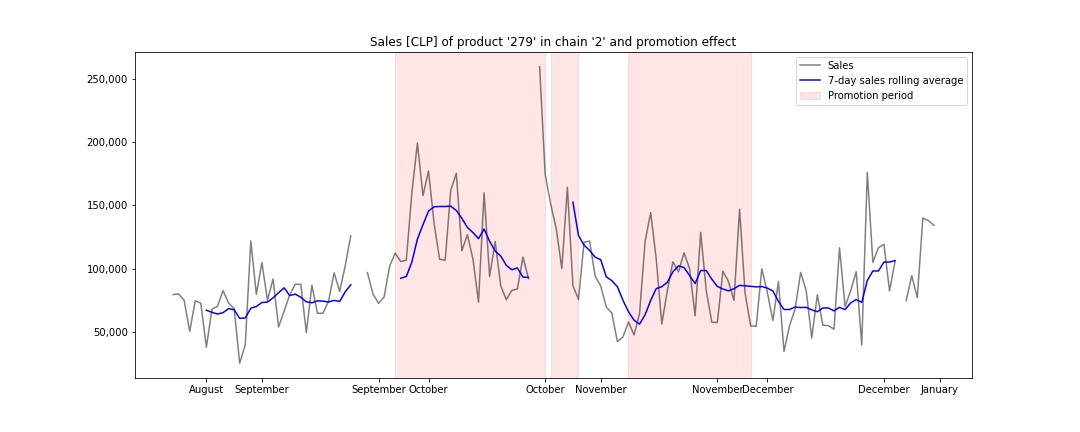 Sales [CLP] of product '279' in chain '2' and promotion effect
Sales
7-day sales rolling average
Promotion period
250,000
200,000
150,000
100,000
50,000
August September September October October November November December December January